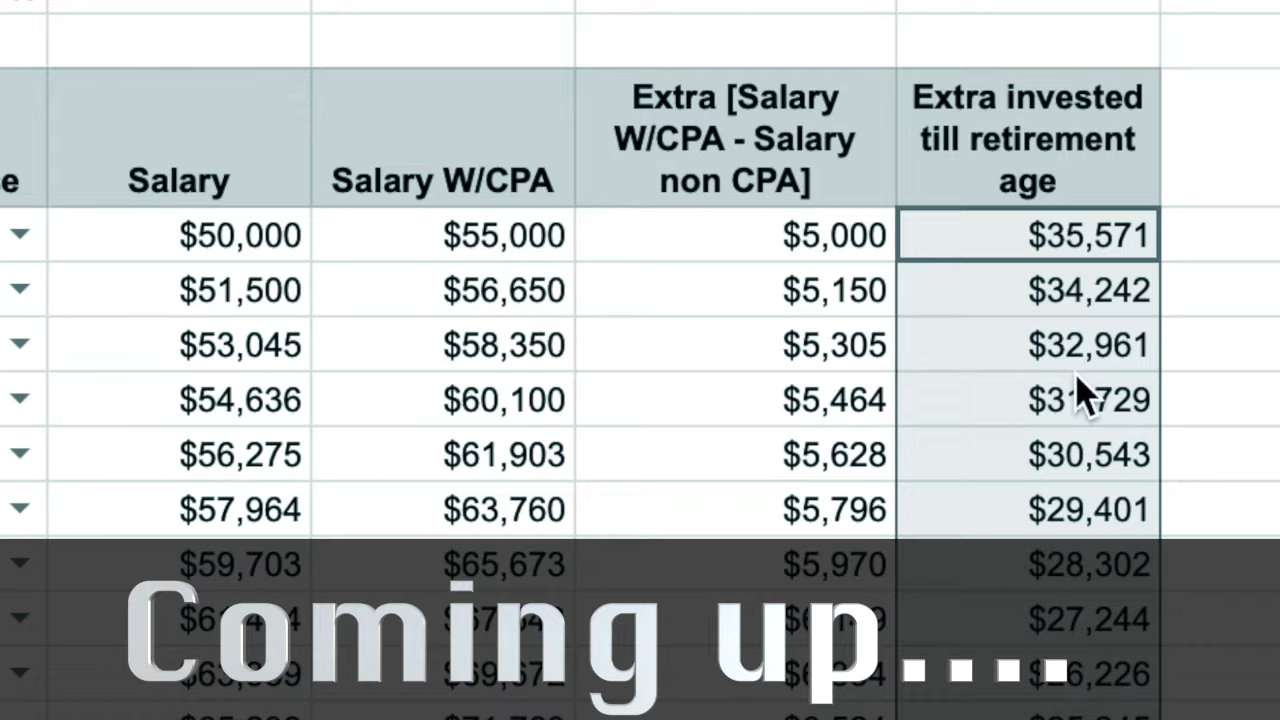 e Salary Salary W/CPA Extra [Salary W/CPA - Salary non CPA] Extra invested till retirement age
$50,000 $55,000 $5,000 $35,571
$51,500 $56,650 $5,150 $34,242
$53,045 $58,350 $5,305 $32,961
$54,636 $60,100 $5,464
$56,275 $61,903 $5,628 $30,543
$57,964 $63,760 $5,796 $29,401
$59,703 $65,673 $5,970 $28,302
$27,244
Coming up....